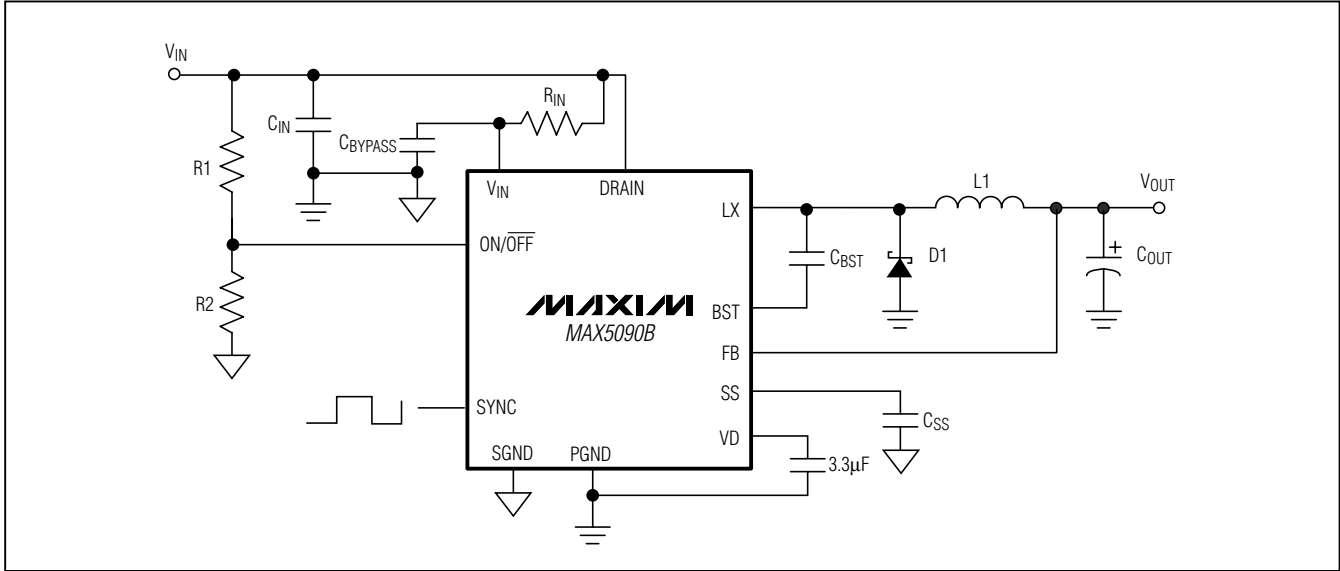 VIN
RIN
CIN
CBYPASS
R1
VIN
DRAIN
L1
VOUT
LX
ON/OFF
CBST
D1
+
COUT
R2
MAXIM
BST
MAX5090B
FB
SS
SYNC
CSS
VD
SGND
PGND
3.3µF